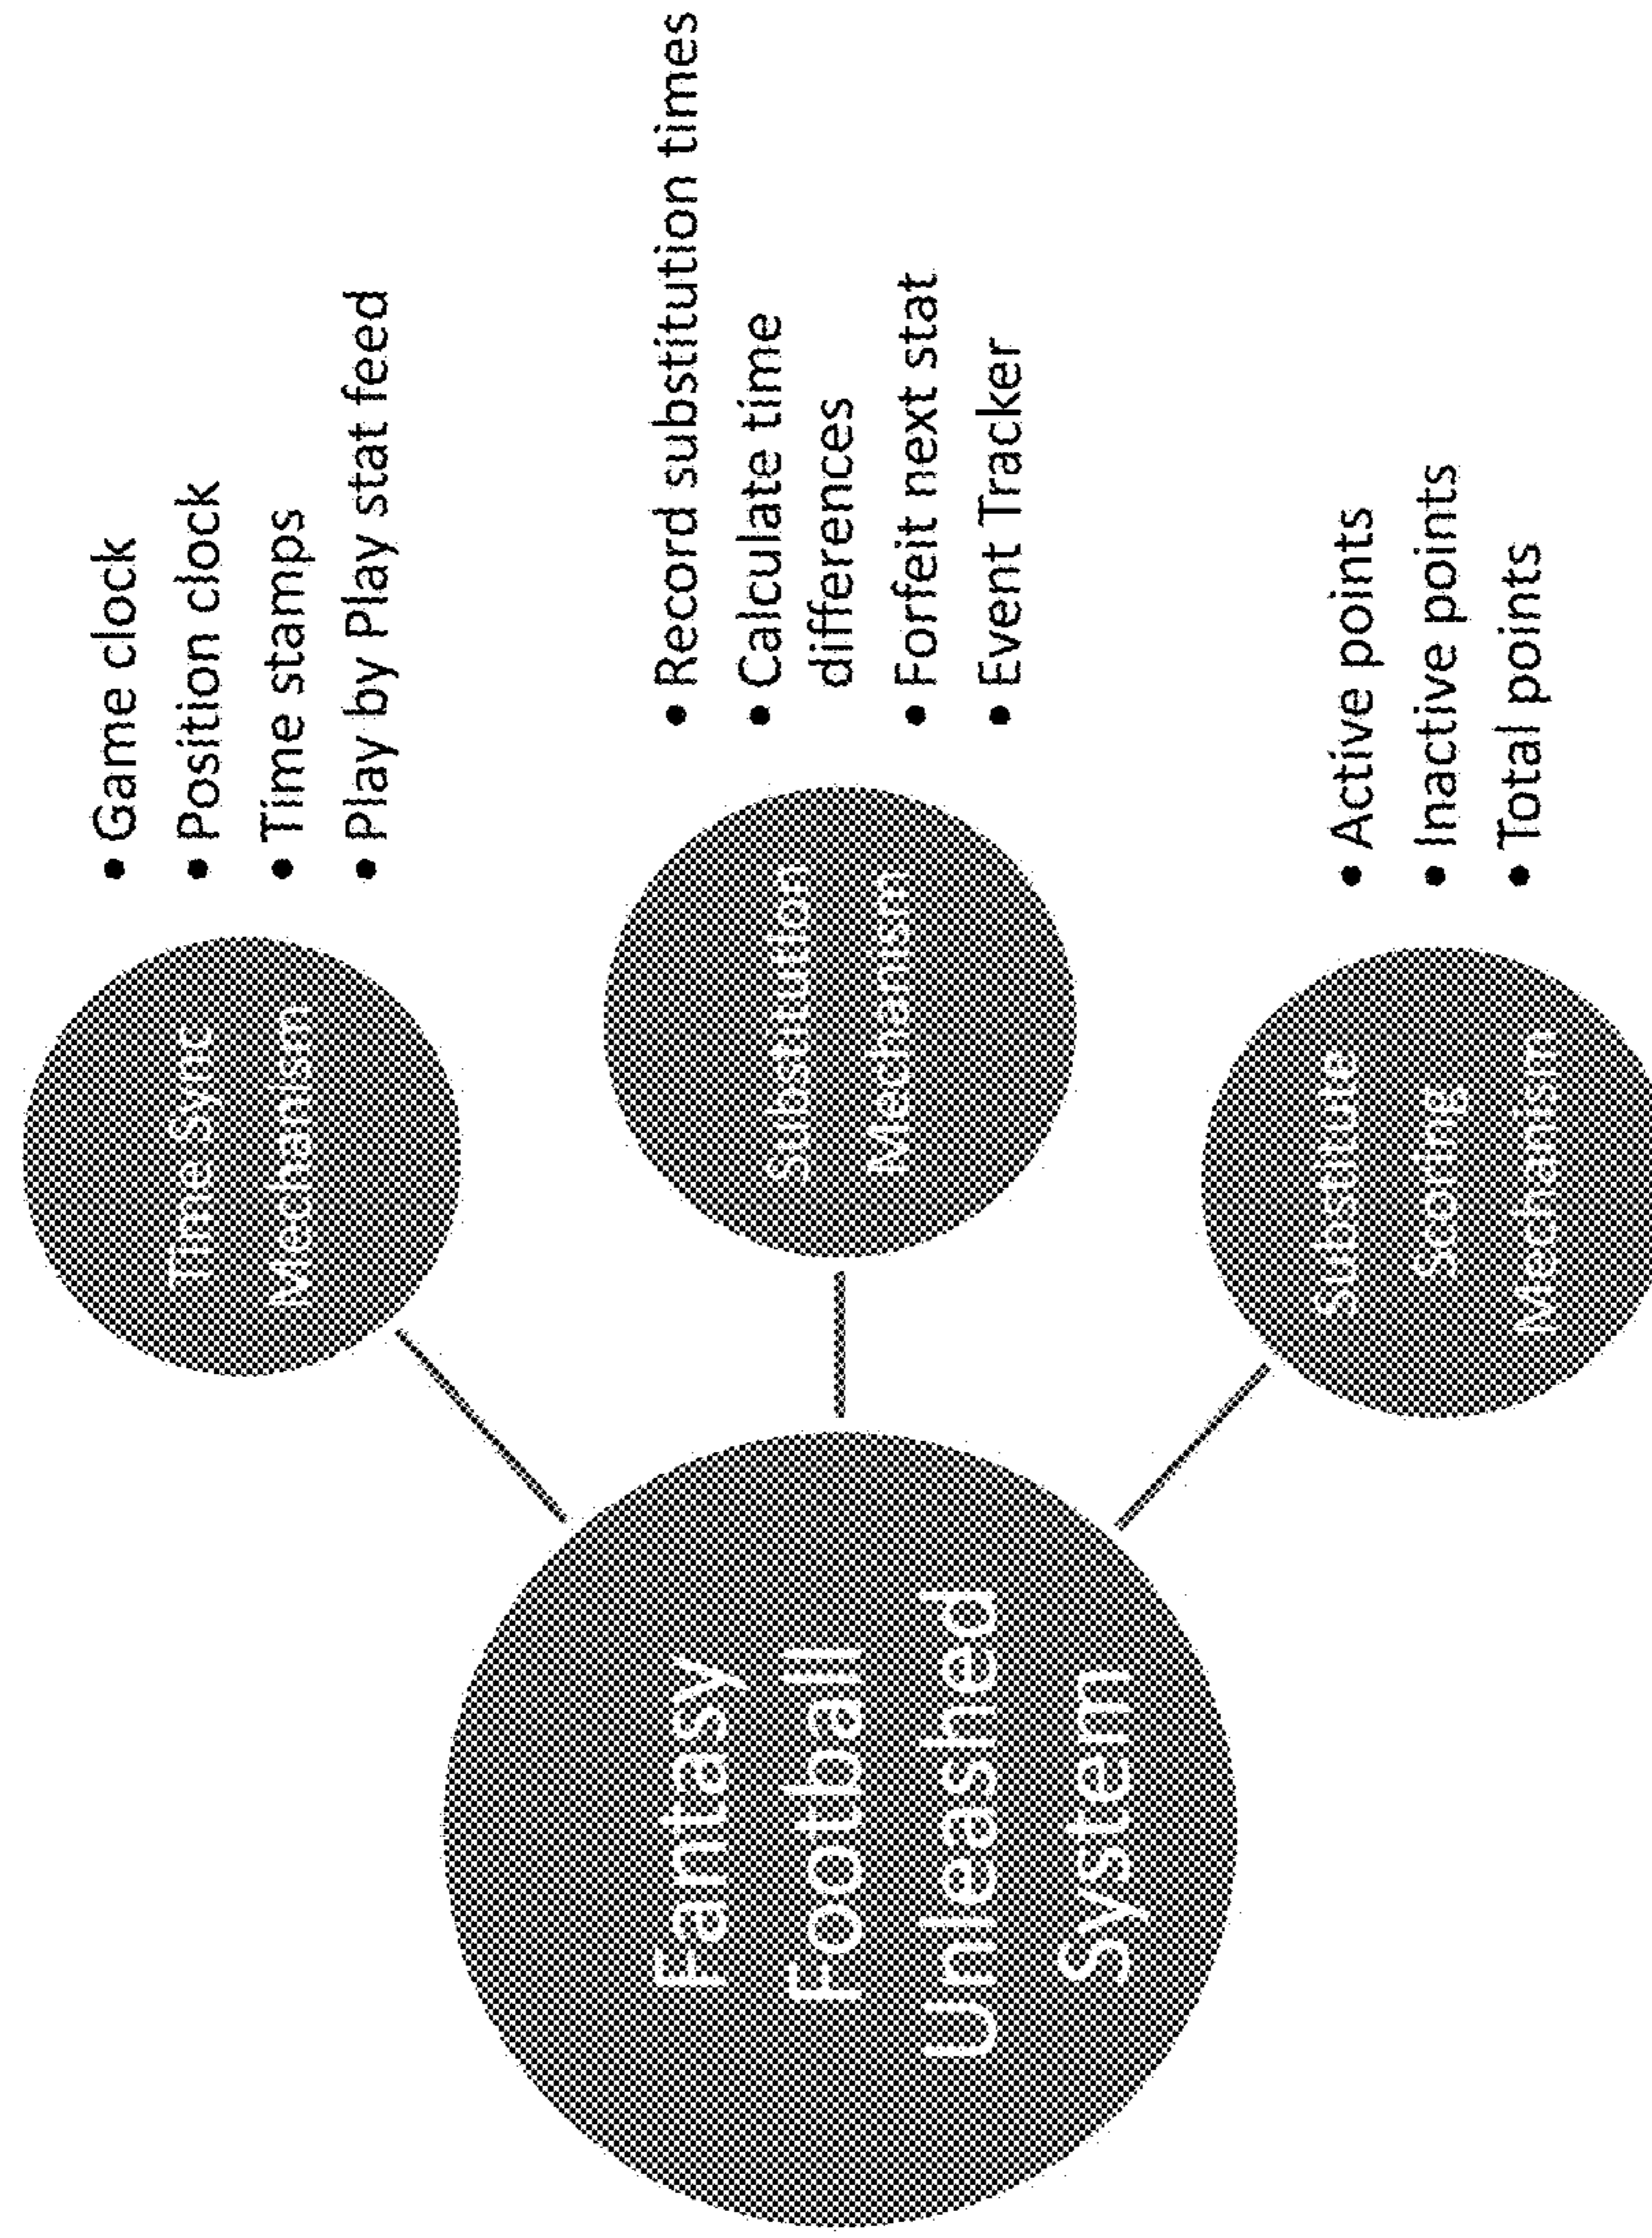 Fantasy
Football
Unleashed
System
Time Sync
Mechanism
• Game clock
• Position clock
• Time stamps
• Play by Play stat feed
Substitution
Mechanism
• Record substitution times
• Calculate time
differences
• Forfeit next stat
• Event Tracker
Substitute
Scoring
Mechanism
• Active points
• Inactive points
• Total points